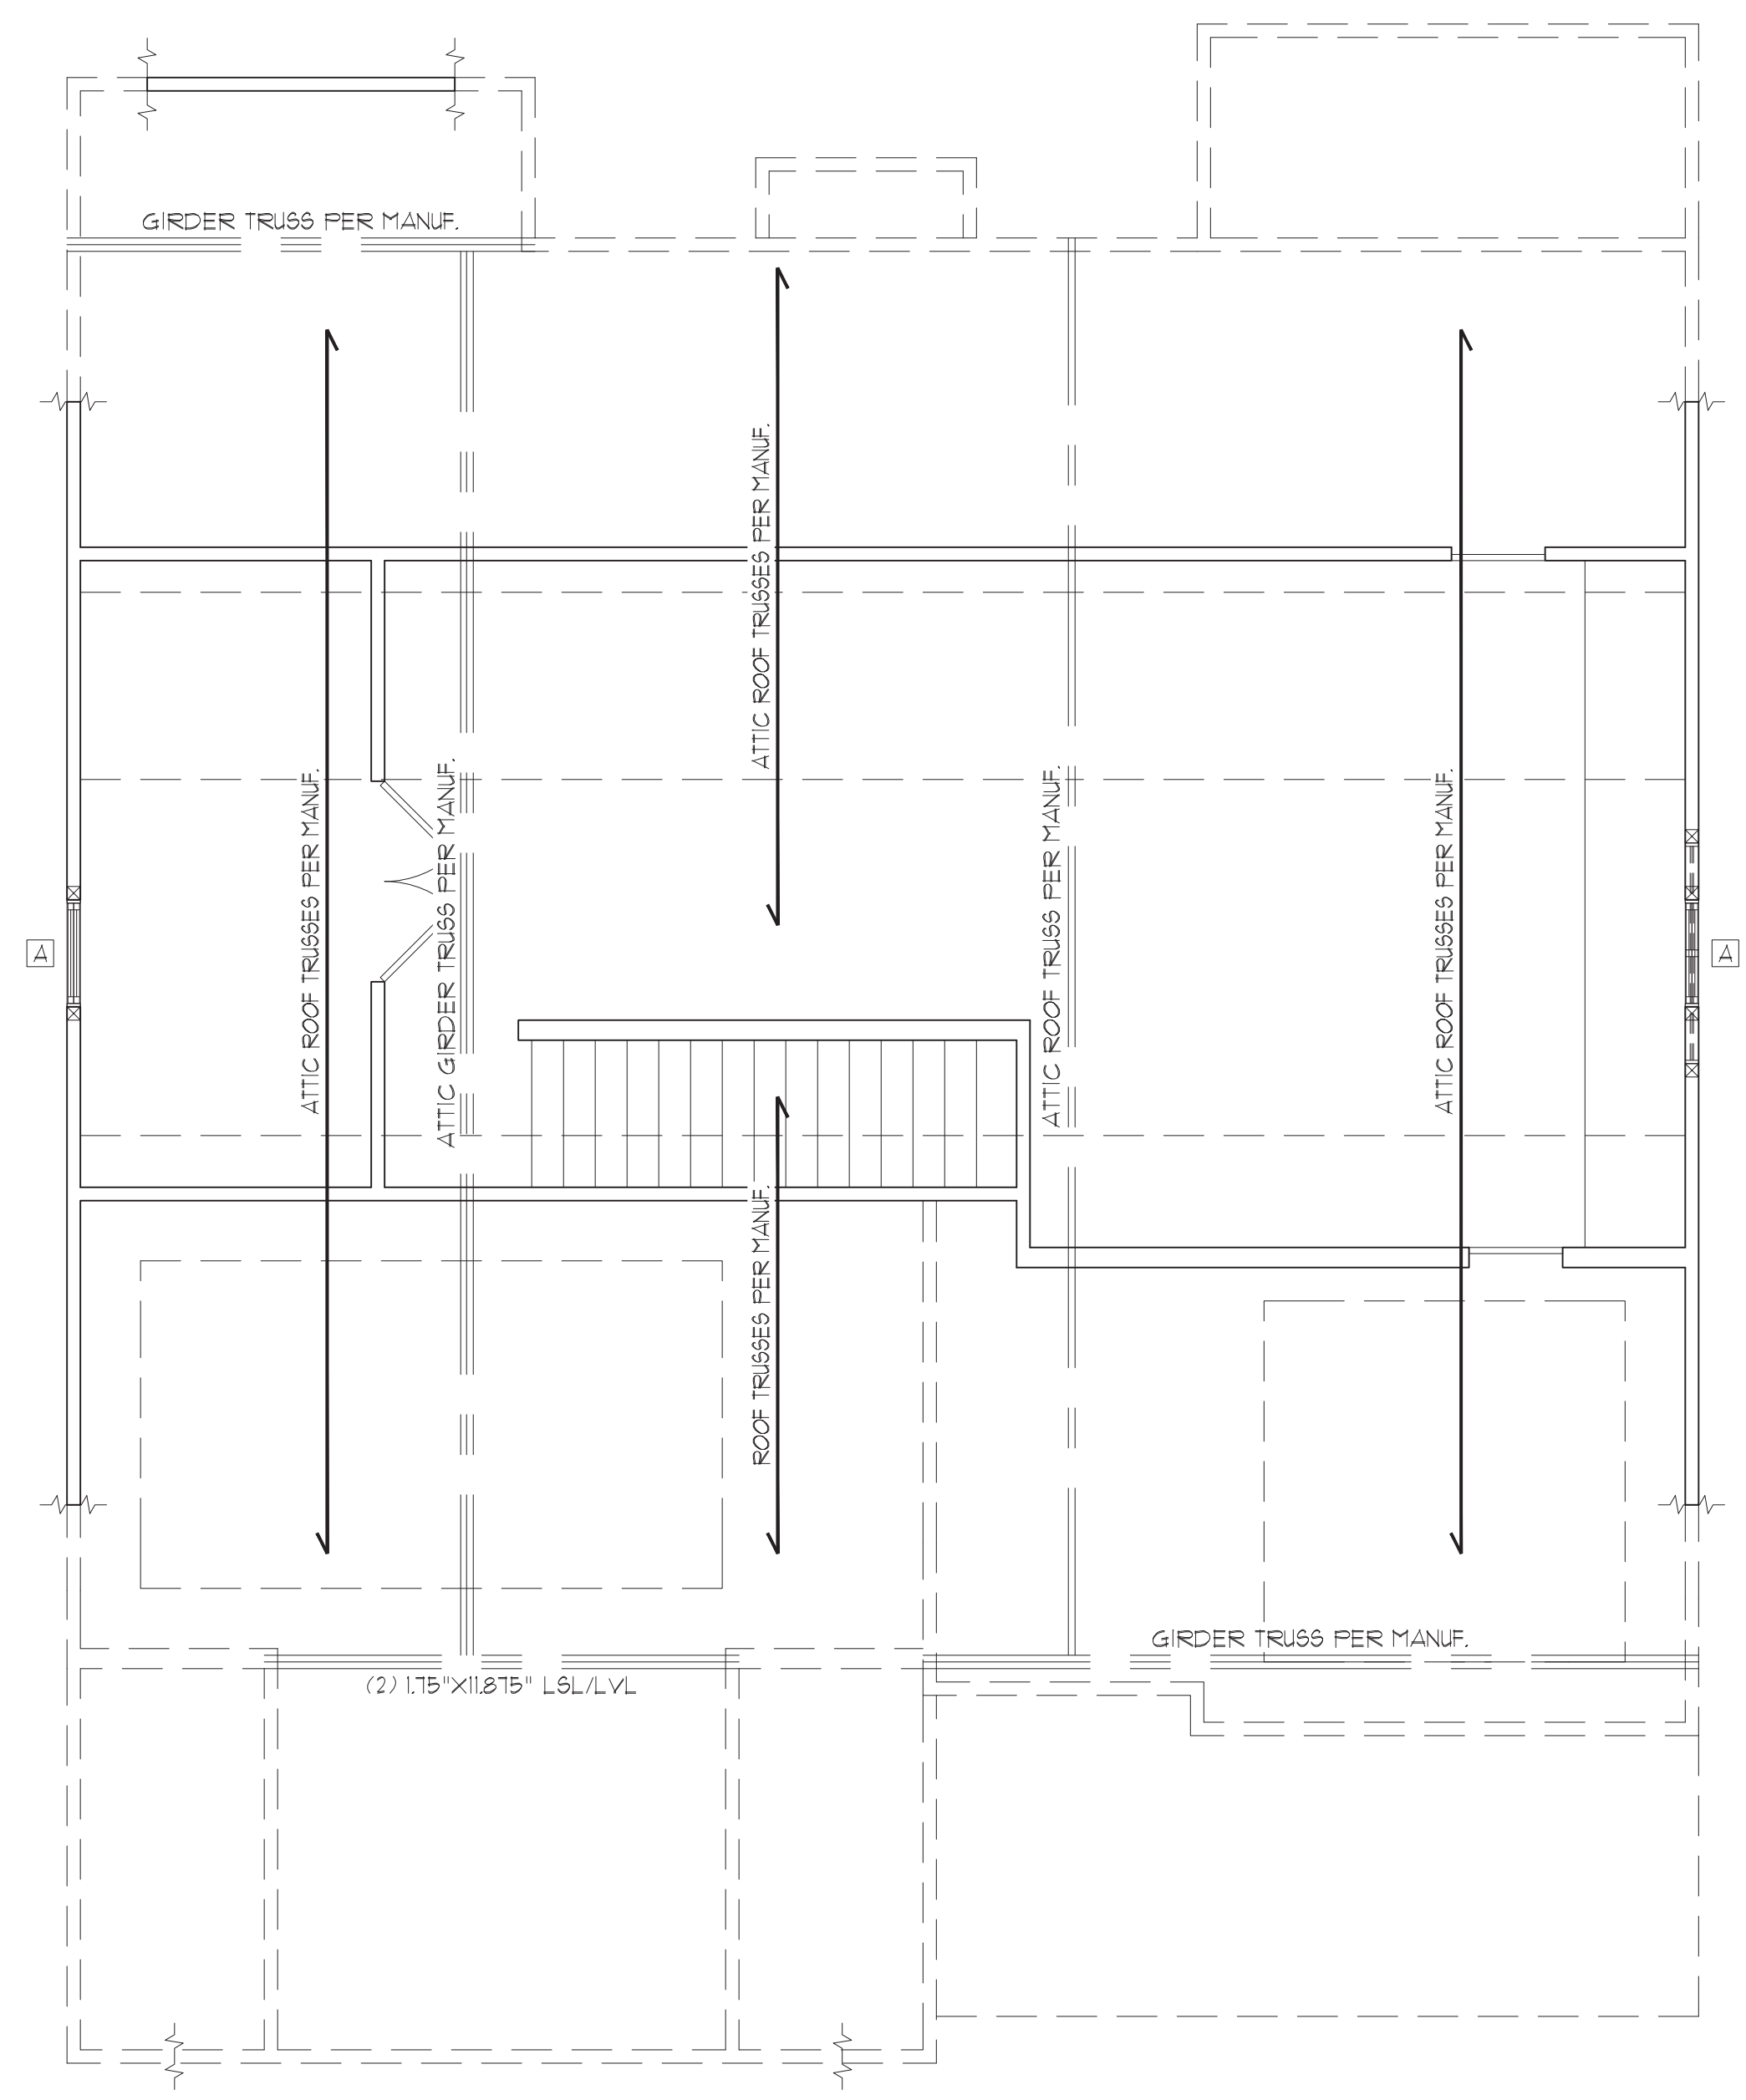 GIRDER TRUSS PER MANUF.
ATTIC ROOF TRUSSES PER MANUF.
ATTIC ROOF TRUSSES PER MANUF.
ATTIC GIRDER TRUSS PER MANUF.
ATTIC ROOF TRUSS PER MANUF.
ATTIC ROOF TRUSSES PER MANUF.
A
A
ROOF TRUSSES PER MANUF.
GIRDER TRUSS PER MANUF.
(2) 1.75"X11.875" LSL/LVL